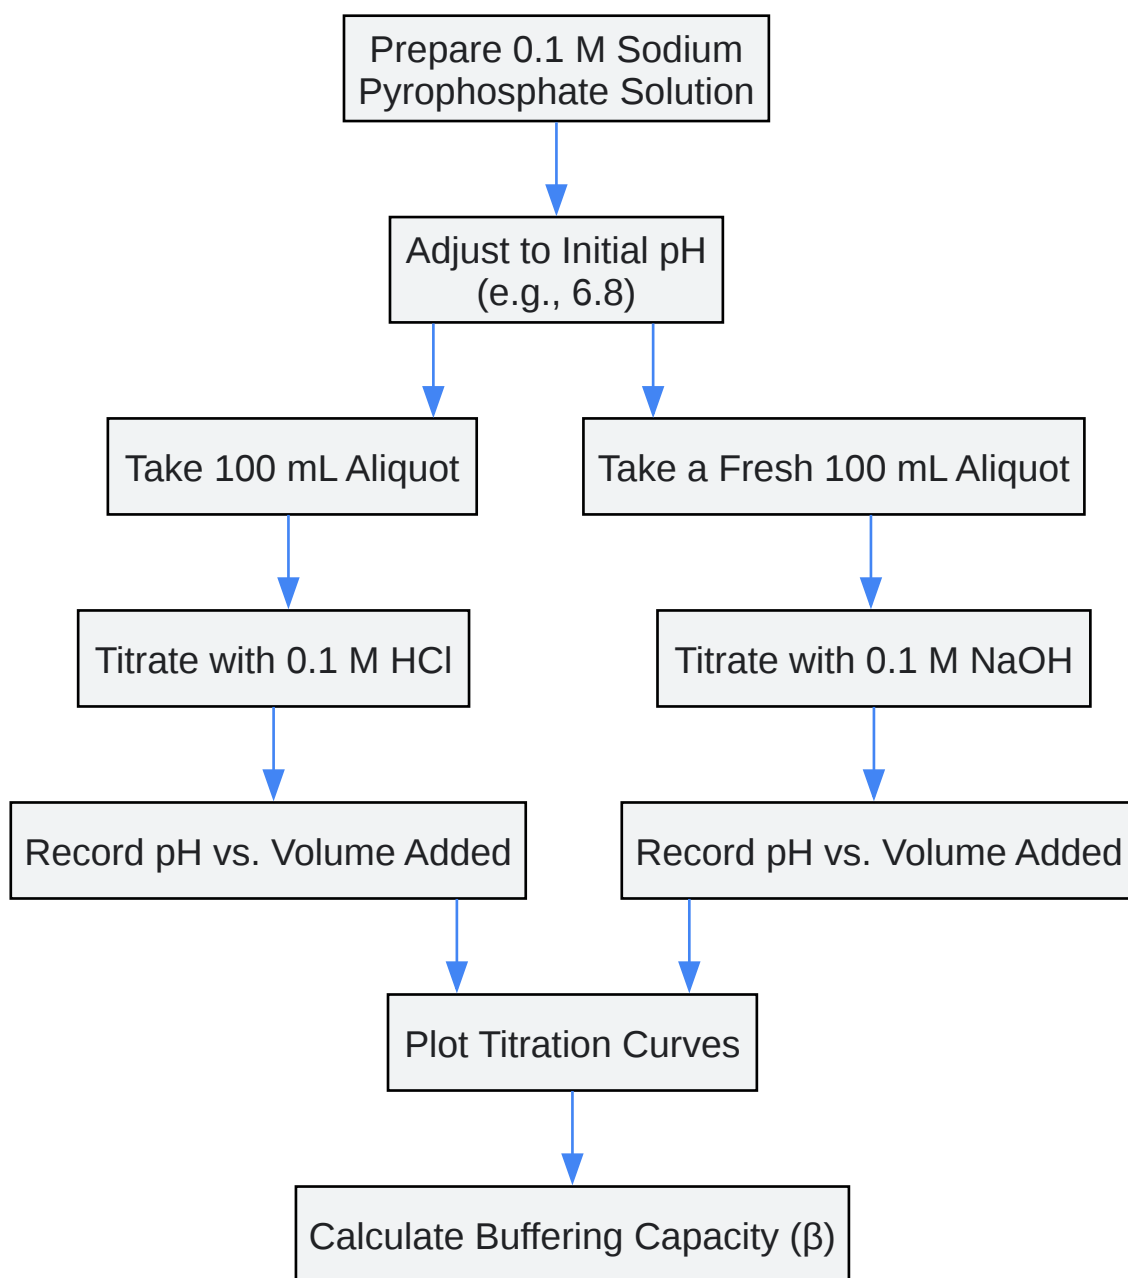 Prepare 0.1 M Sodium
Pyrophosphate Solution
Adjust to Initial pH
(e.g., 6.8)
Take 100 mL Aliquot
Take a Fresh 100 mL Aliquot
Titrate with 0.1 M HCl
Titrate with 0.1 M NaOH
Record pH vs. Volume Added
Record pH vs. Volume Added
Plot Titration Curves
Calculate Buffering Capacity (β)